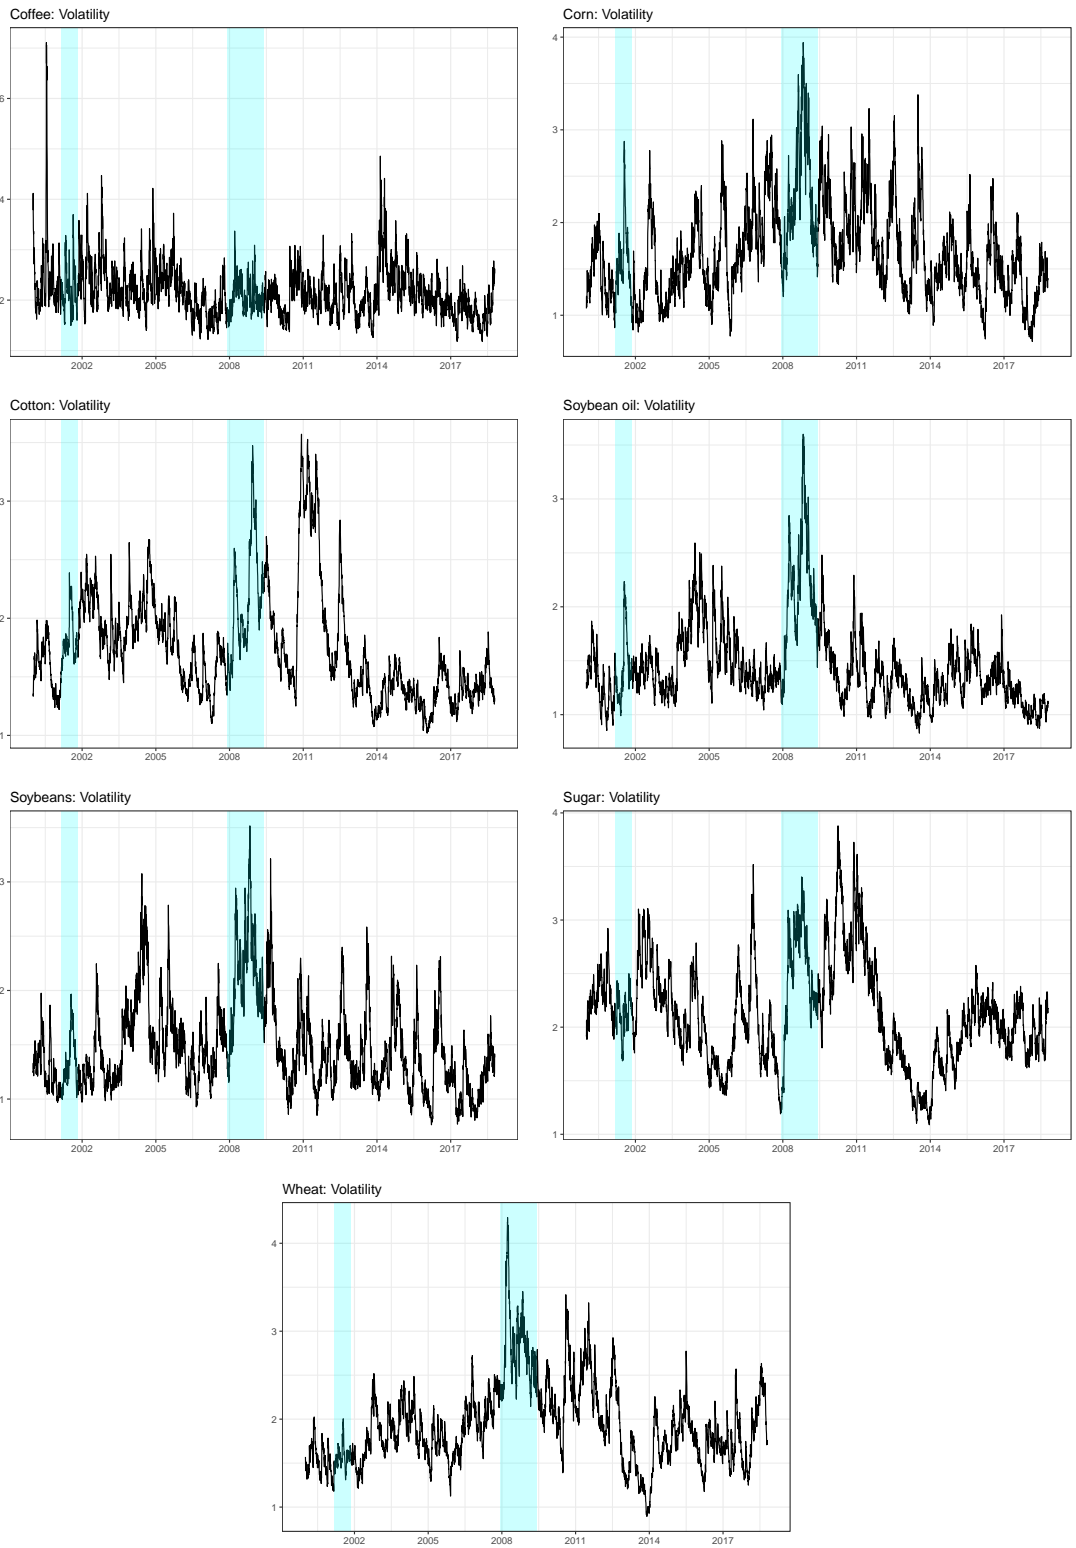 Coffee: Volatility
6
4
2
2002 2005 2008 2011 2014 2017
Corn: Volatility
4
3
2
1
2002 2005 2008 2011 2014 2017
Cotton: Volatility
3
2
1
2002 2005 2008 2011 2014 2017
Soybean oil: Volatility
3
2
1
2002 2005 2008 2011 2014 2017
Soybeans: Volatility
3
2
1
2002 2005 2008 2011 2014 2017
Sugar: Volatility
4
3
2
1
2002 2005 2008 2011 2014 2017
Wheat: Volatility
4
3
2
1
2002 2005 2008 2011 2014 2017